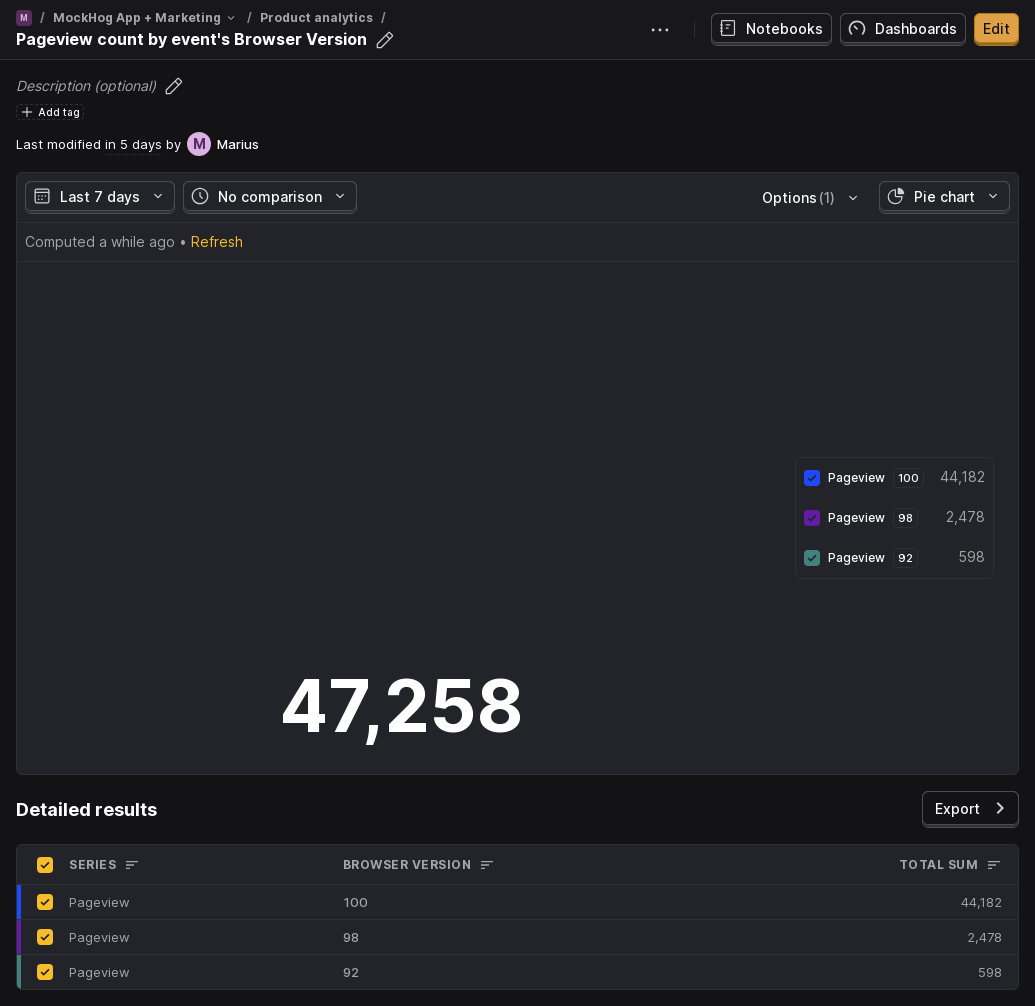 M / MockHog App + Marketing / Product analytics /
Pageview count by event's Browser Version
Notebooks
Dashboards
Edit
Description (optional)
Add tag
Last modified in 5 days by M Marius
Last 7 days
No comparison
Options (1)
Pie chart
Computed a while ago • Refresh
Pageview 100 44,182
Pageview 98 2,478
Pageview 92 598
47,258
Detailed results
Export
SERIES BROWSER VERSION TOTAL SUM
Pageview 100 44,182
Pageview 98 2,478
Pageview 92 598